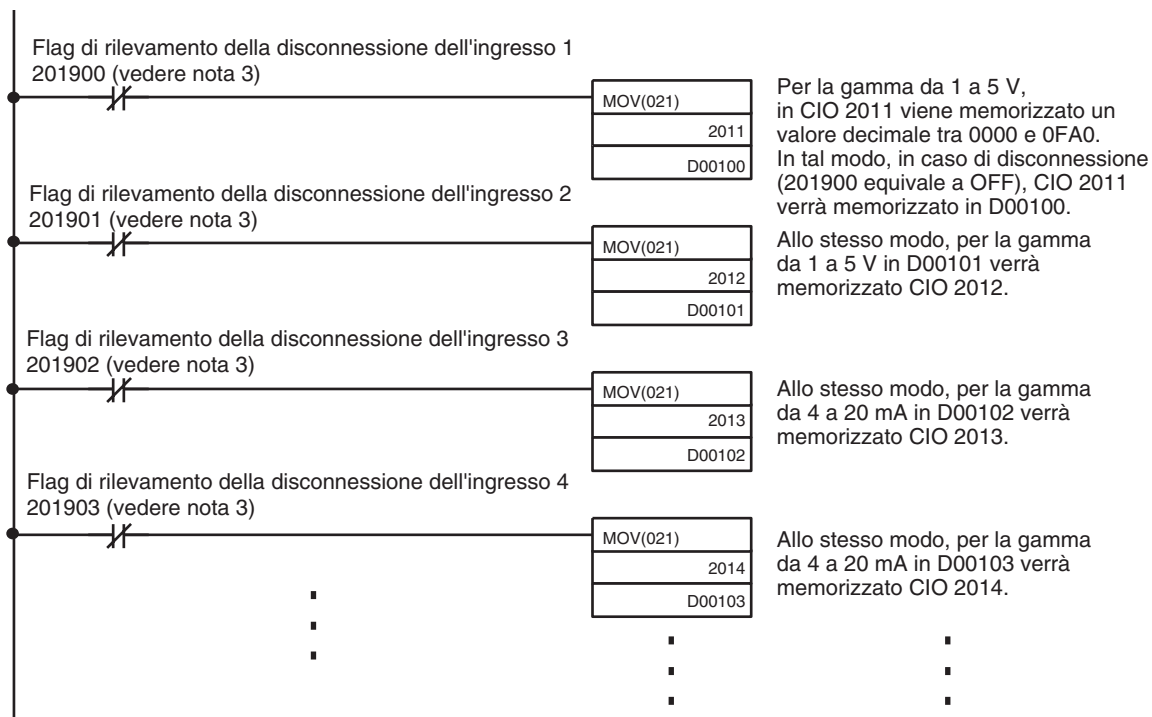 Flag di rilevamento della disconnessione dell'ingresso 1
201900 (vedere nota 3)
MOV(021)
2011
D00100
Per la gamma da 1 a 5 V,
in CIO 2011 viene memorizzato un
valore decimale tra 0000 e 0FA0.
In tal modo, in caso di disconnessione
(201900 equivale a OFF), CIO 2011
verrà memorizzato in D00100.
Flag di rilevamento della disconnessione dell'ingresso 2
201901 (vedere nota 3)
MOV(021)
2012
D00101
Allo stesso modo, per la gamma
da 1 a 5 V in D00101 verrà
memorizzato CIO 2012.
Flag di rilevamento della disconnessione dell'ingresso 3
201902 (vedere nota 3)
MOV(021)
2013
D00102
Allo stesso modo, per la gamma
da 4 a 20 mA in D00102 verrà
memorizzato CIO 2013.
Flag di rilevamento della disconnessione dell'ingresso 4
201903 (vedere nota 3)
MOV(021)
2014
D00103
Allo stesso modo, per la gamma
da 4 a 20 mA in D00103 verrà
memorizzato CIO 2014.